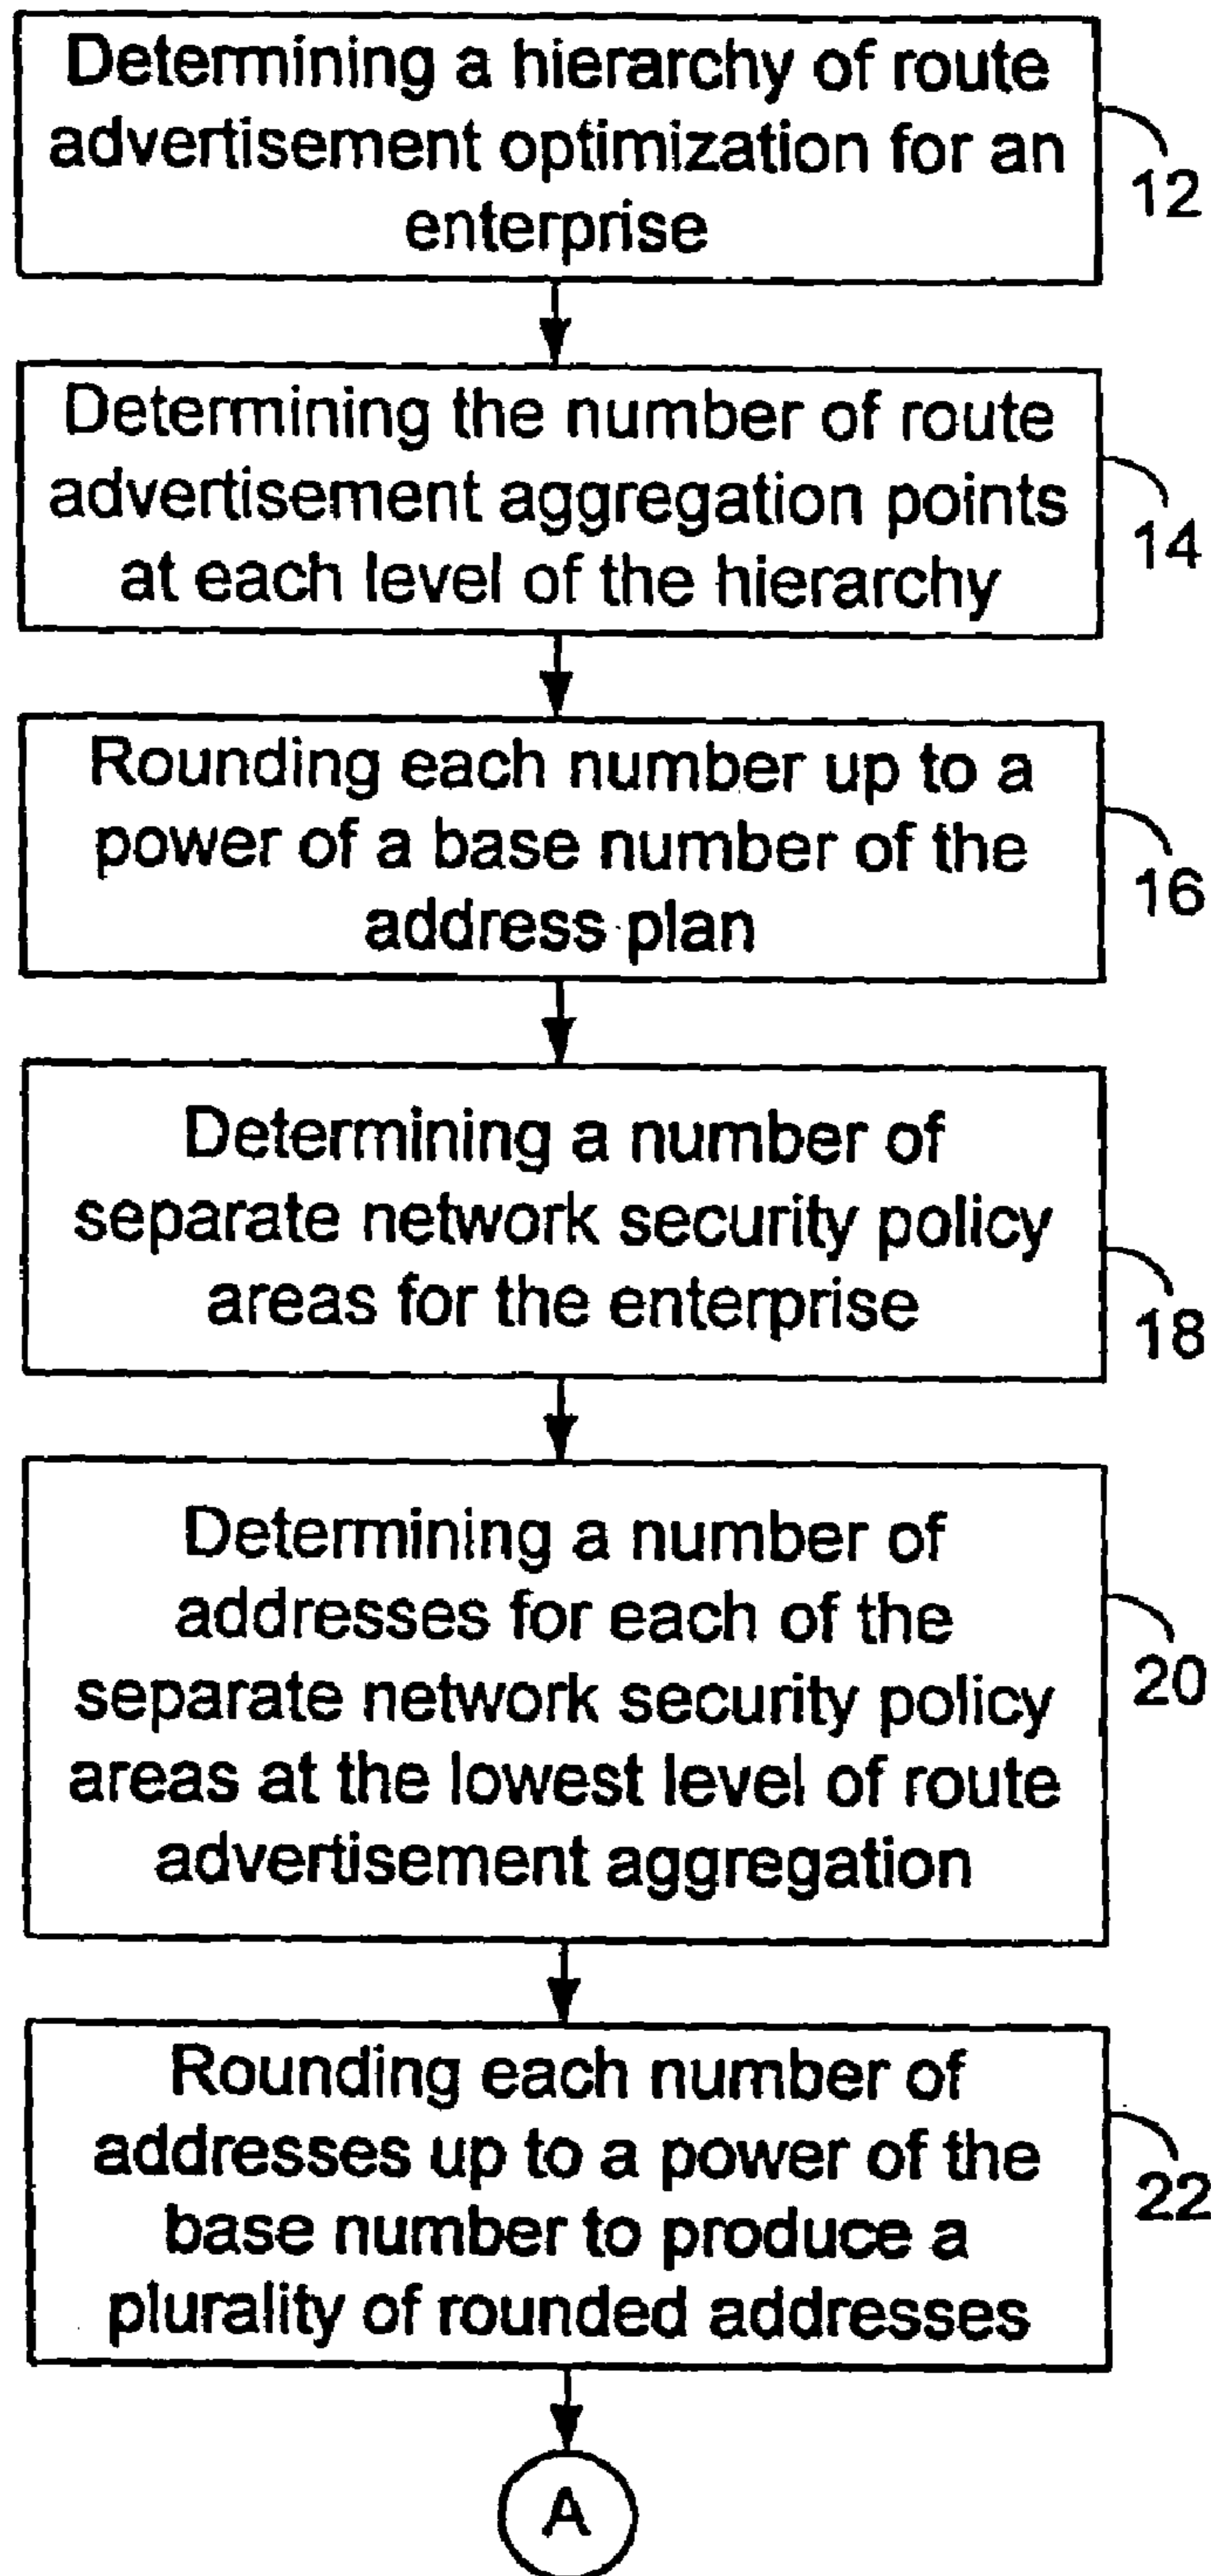 Determining a hierarchy of route
advertisement optimization for an
enterprise
12
Determining the number of route
advertisement aggregation points
at each level of the hierarchy
14
Rounding each number up to a
power of a base number of the
address plan
16
Determining a number of
separate network security policy
areas for the enterprise
18
Determining a number of
addresses for each of the
separate network security policy
areas at the lowest level of route
advertisement aggregation
20
Rounding each number of
addresses up to a power of the
base number to produce a
plurality of rounded addresses
22
A